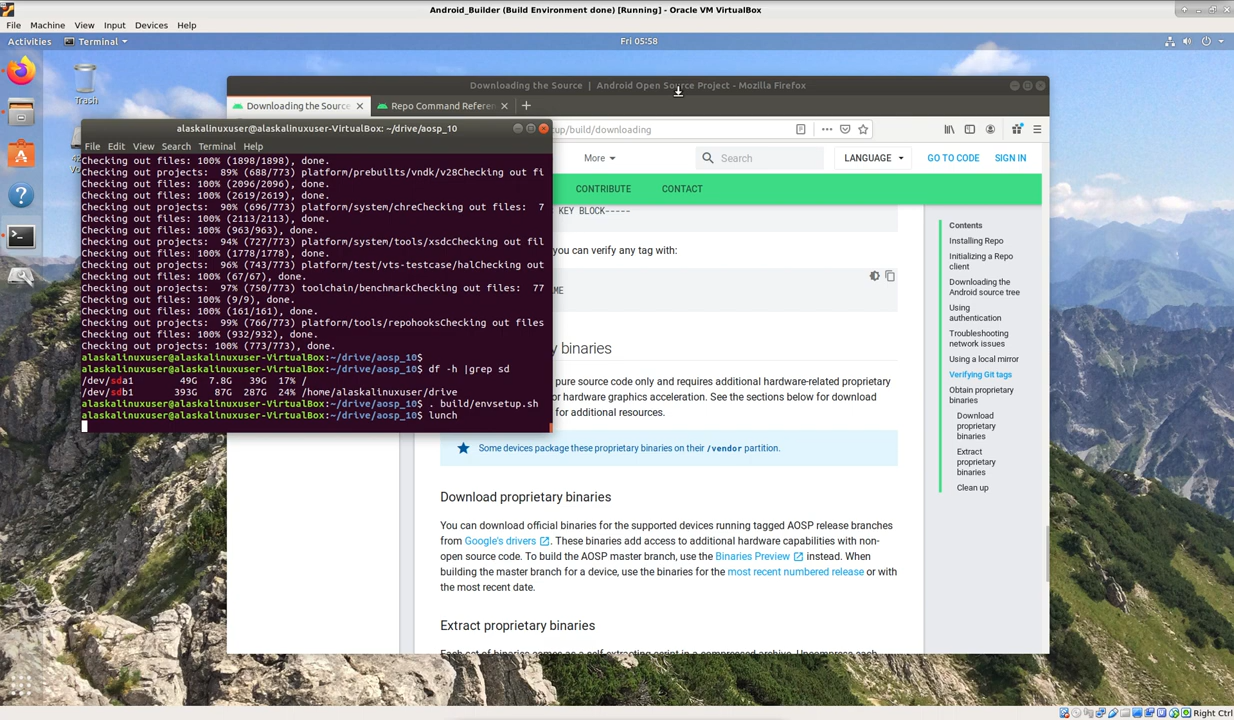 Android_Builder (Build Environment done) [Running] - Oracle VM VirtualBox
File Machine View Input Devices Help
Activities Terminal Fri 05:58
Trash
Downloading the Source | Android Open Source Project - Mozilla Firefox
Downloading the Source Repo Command Referen
alaskalinuxuser@alaskalinuxuser-VirtualBox: ~/drive/aosp_10
up/build/downloading
File Edit View Search Terminal Help
More Search LANGUAGE GO TO CODE SIGN IN
CONTRIBUTE CONTACT
Checking out files: 100% (1898/1898), done.
Checking out projects:  89% (688/773) platform/prebuilts/vndk/v28Checking out fi
Checking out files: 100% (2096/2096), done.
Checking out files: 100% (2619/2619), done.
Checking out projects:  90% (696/773) platform/system/chreChecking out files:  7
Checking out files: 100% (2113/2113), done.
Checking out files: 100% (963/963), done.
Checking out projects:  94% (727/773) platform/system/tools/xsdcChecking out fil
Checking out files: 100% (1778/1778), done.
Checking out projects:  96% (743/773) platform/test/vts-testcase/halChecking out
Checking out files: 100% (67/67), done.
Checking out projects:  97% (750/773) toolchain/benchmarkChecking out files:  77
Checking out files: 100% (9/9), done.
Checking out files: 100% (161/161), done.
Checking out projects:  99% (766/773) platform/tools/repohooksChecking out files
Checking out files: 100% (932/932), done.
Checking out projects: 100% (773/773), done.
alaskalinuxuser@alaskalinuxuser-VirtualBox:~/drive/aosp_10$
alaskalinuxuser@alaskalinuxuser-VirtualBox:~/drive/aosp_10$ df -h |grep sd
/dev/sda1 49G 7.8G 39G 17% /
/dev/sdb1 393G 87G 287G 24% /home/alaskalinuxuser/drive
alaskalinuxuser@alaskalinuxuser-VirtualBox:~/drive/aosp_10$ . build/envsetup.sh
alaskalinuxuser@alaskalinuxuser-VirtualBox:~/drive/aosp_10$ lunch
KEY BLOCK-----
you can verify any tag with:
ME
y binaries
pure source code only and requires additional hardware-related proprietary
or hardware graphics acceleration. See the sections below for download
for additional resources.
Some devices package these proprietary binaries on their /vendor partition.
Download proprietary binaries
You can download official binaries for the supported devices running tagged AOSP release branches
from Google's drivers. These binaries add access to additional hardware capabilities with non-
open source code. To build the AOSP master branch, use the Binaries Preview instead. When
building the master branch for a device, use the binaries for the most recent numbered release or with
the most recent date.
Extract proprietary binaries
Contents
Installing Repo
Initializing a Repo
client
Downloading the
Android source tree
Using
authentication
Troubleshooting
network issues
Using a local mirror
Verifying Git tags
Obtain proprietary
binaries
Download
proprietary
binaries
Extract
proprietary
binaries
Clean up
Right Ctrl